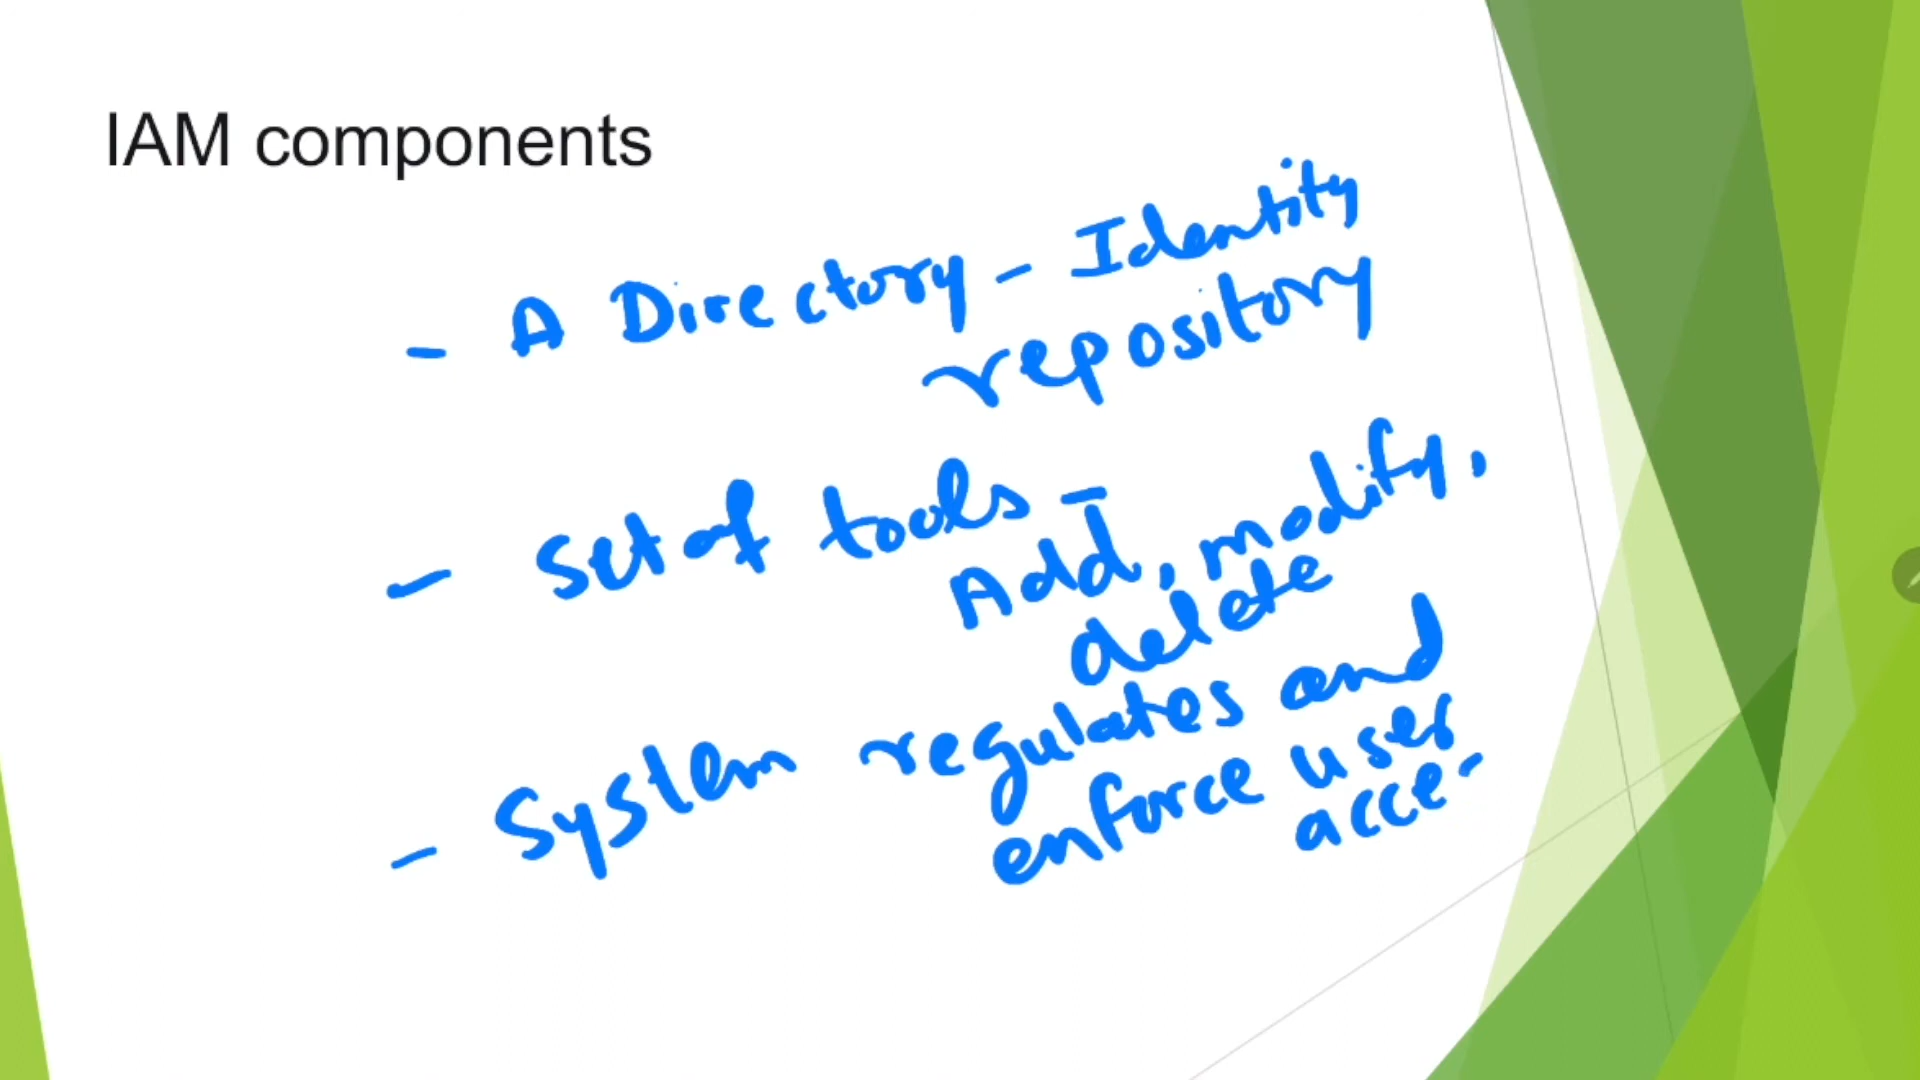 IAM components
- A Directory - Identity
repository
- Set of tools -
Add, modify,
delete
- System regulates and
enforce user
acce